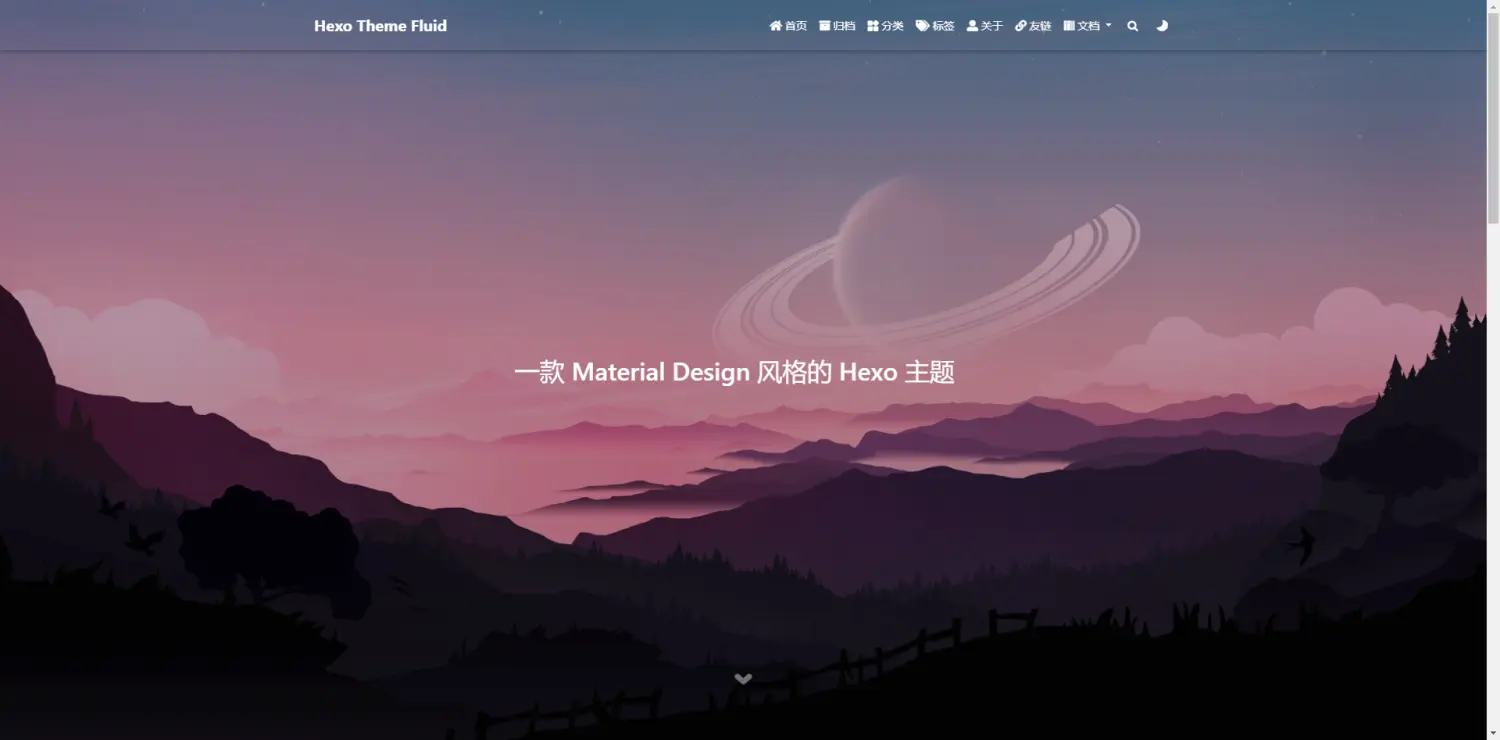 Hexo Theme Fluid
首页 归档 分类 标签 关于 友链 文档
一款 Material Design 风格的 Hexo 主题